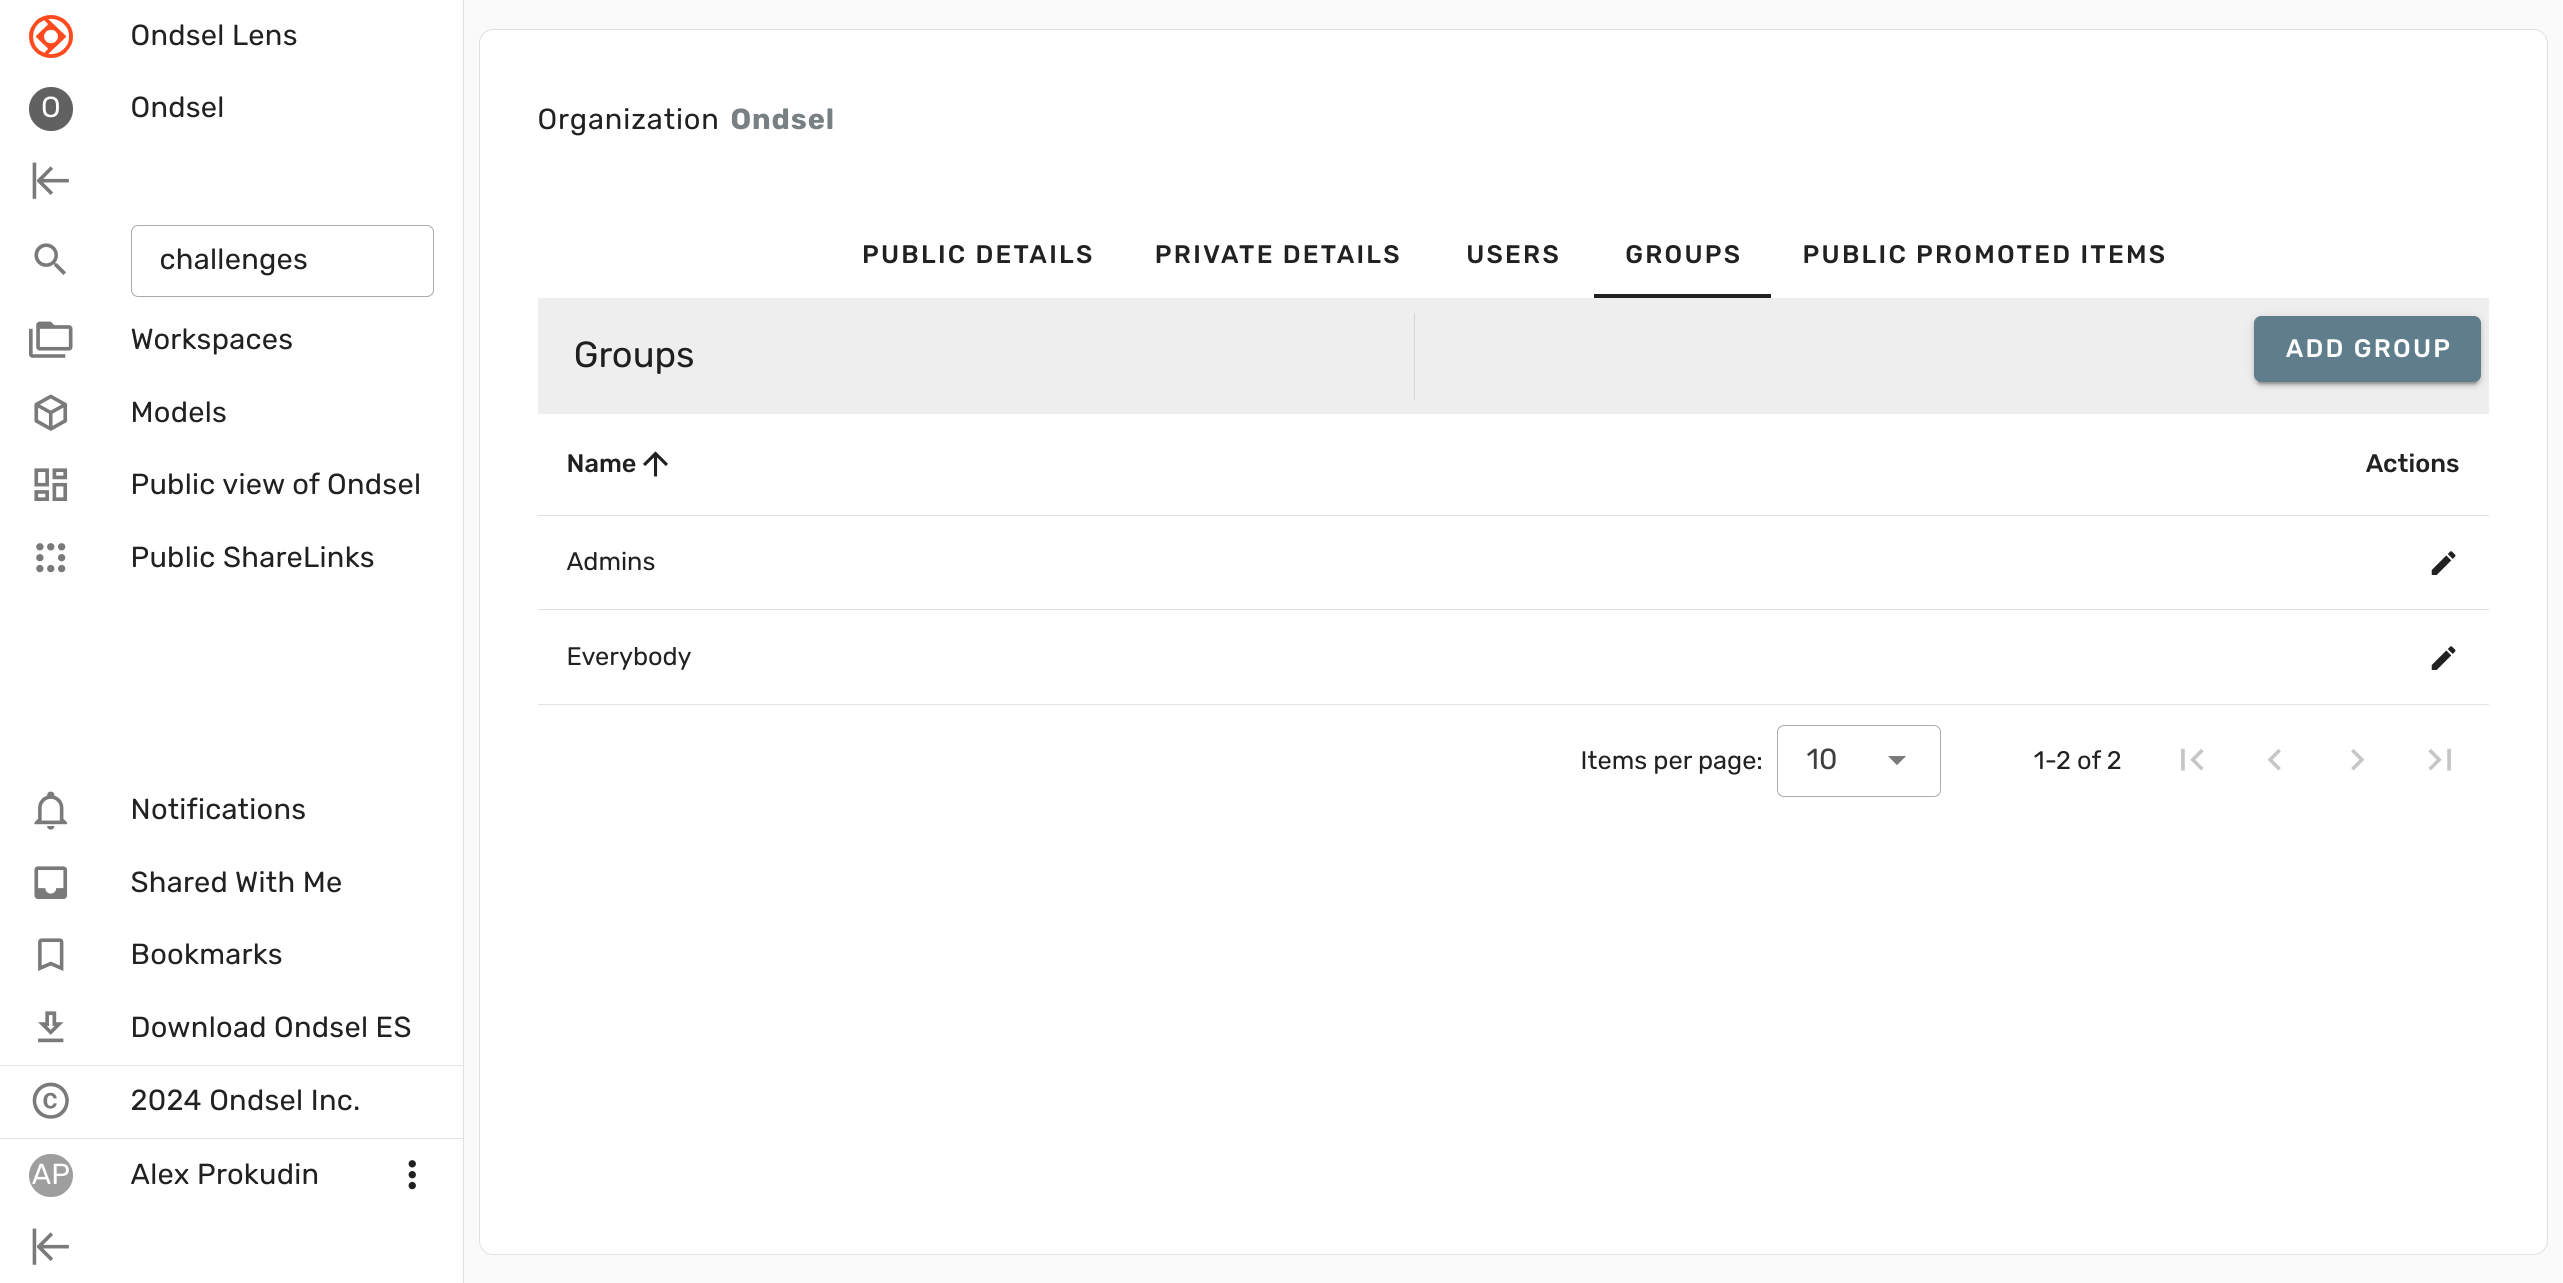 Ondsel Lens
O Ondsel
challenges
Workspaces
Models
Public view of Ondsel
Public ShareLinks
Notifications
Shared With Me
Bookmarks
Download Ondsel ES
© 2024 Ondsel Inc.
AP Alex Prokudin
Organization Ondsel
PUBLIC DETAILS PRIVATE DETAILS USERS GROUPS PUBLIC PROMOTED ITEMS
Groups ADD GROUP
Name Actions
Admins
Everybody
Items per page: 10 1-2 of 2